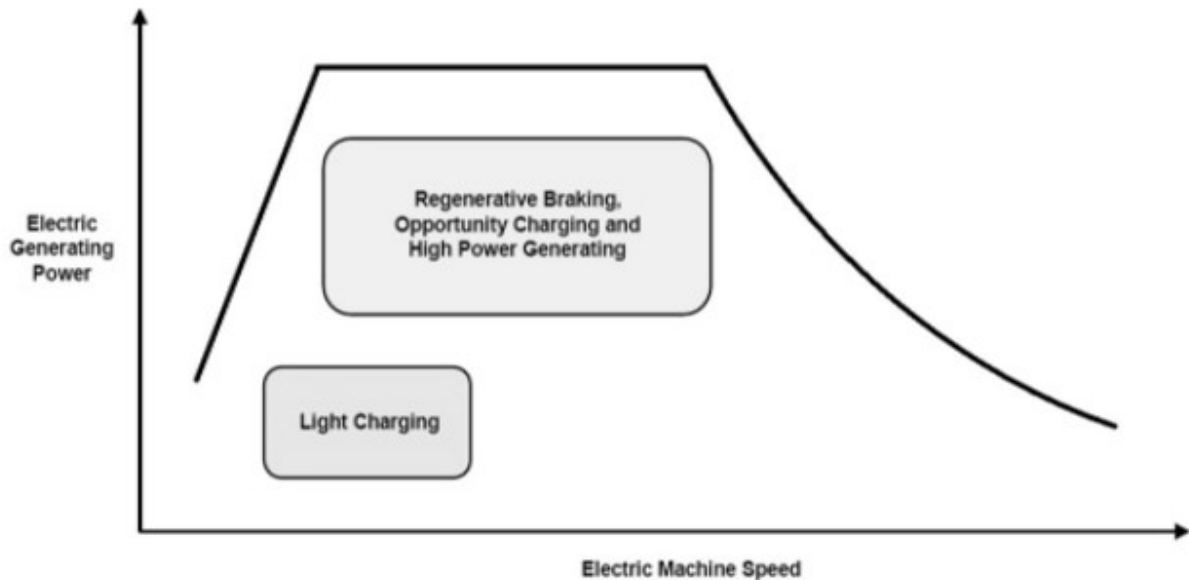 Electric
Generating
Power
Regenerative Braking,
Opportunity Charging and
High Power Generating
Light Charging
Electric Machine Speed